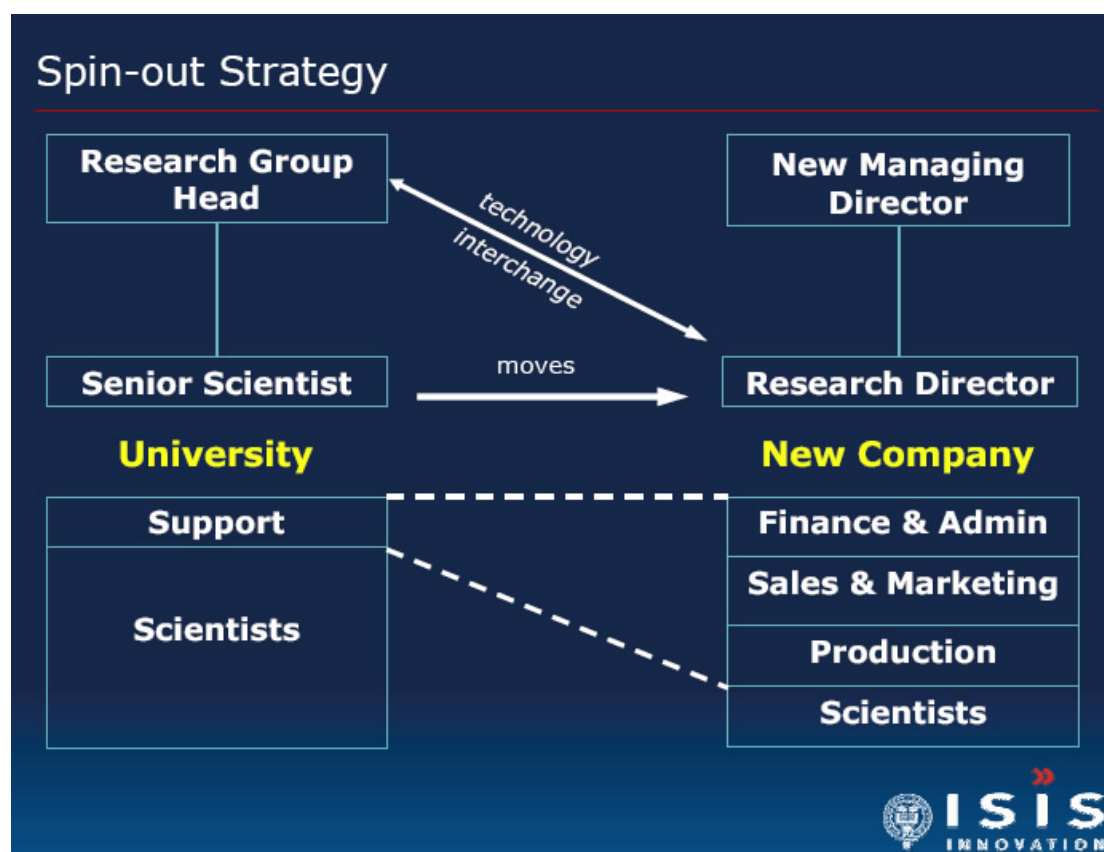 Spin-out Strategy
Research Group
Head
New Managing
Director
technology
interchange
Senior Scientist
moves
Research Director
University
New Company
Support
Finance & Admin
Sales & Marketing
Scientists
Production
Scientists
ISIS
INNOVATION